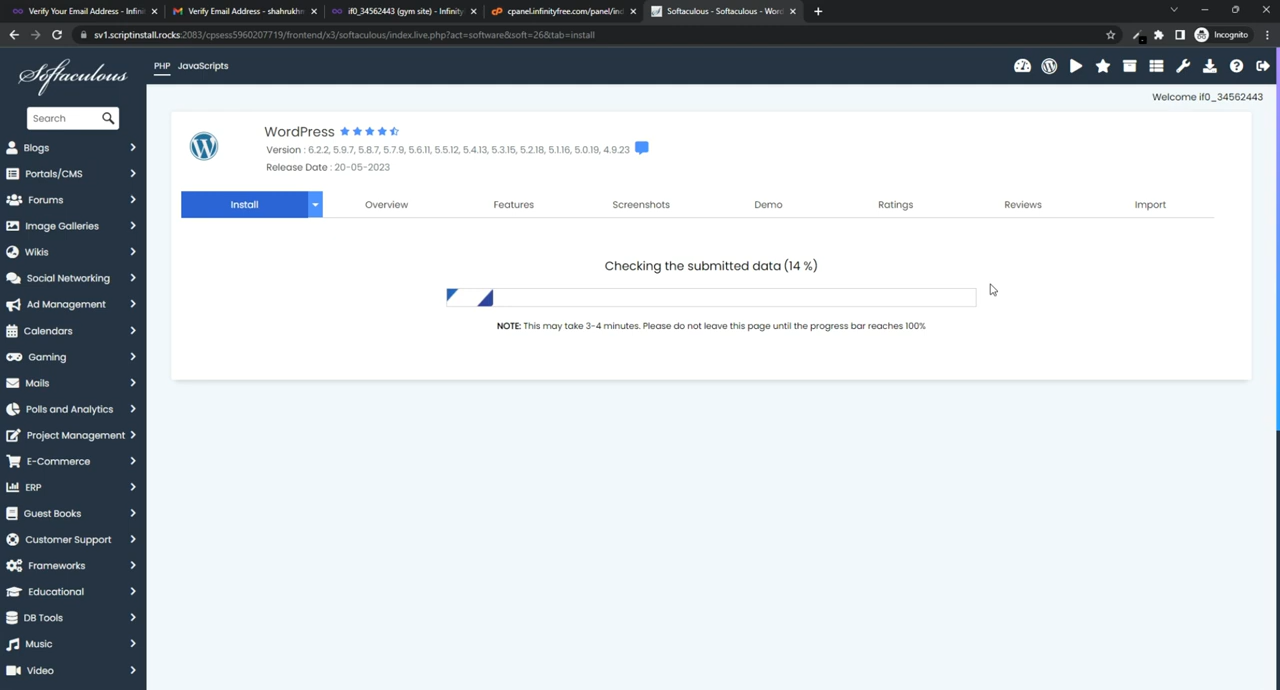 Verify Your Email Address - Infini
Verify Email Address - shahrukhn
if0_34562443 (gym site) - Infinity
cpanel.infinityfree.com/panel/ind
Softaculous - Softaculous - Word
sv1.scriptinstall.rocks:2083/cpsess5960207719/frontend/x3/softaculous/index.live.php?act=software&soft=26&tab=install
Incognito
Softaculous
PHP JavaScripts
Welcome if0_34562443
Search
Blogs
Portals/CMS
Forums
Image Galleries
Wikis
Social Networking
Ad Management
Calendars
Gaming
Mails
Polls and Analytics
Project Management
E-Commerce
ERP
Guest Books
Customer Support
Frameworks
Educational
DB Tools
Music
Video
WordPress
Version : 6.2.2, 5.9.7, 5.8.7, 5.7.9, 5.6.11, 5.5.12, 5.4.13, 5.3.15, 5.2.18, 5.1.16, 5.0.19, 4.9.23
Release Date : 20-05-2023
Install Overview Features Screenshots Demo Ratings Reviews Import
Checking the submitted data (14 %)
NOTE: This may take 3-4 minutes. Please do not leave this page until the progress bar reaches 100%